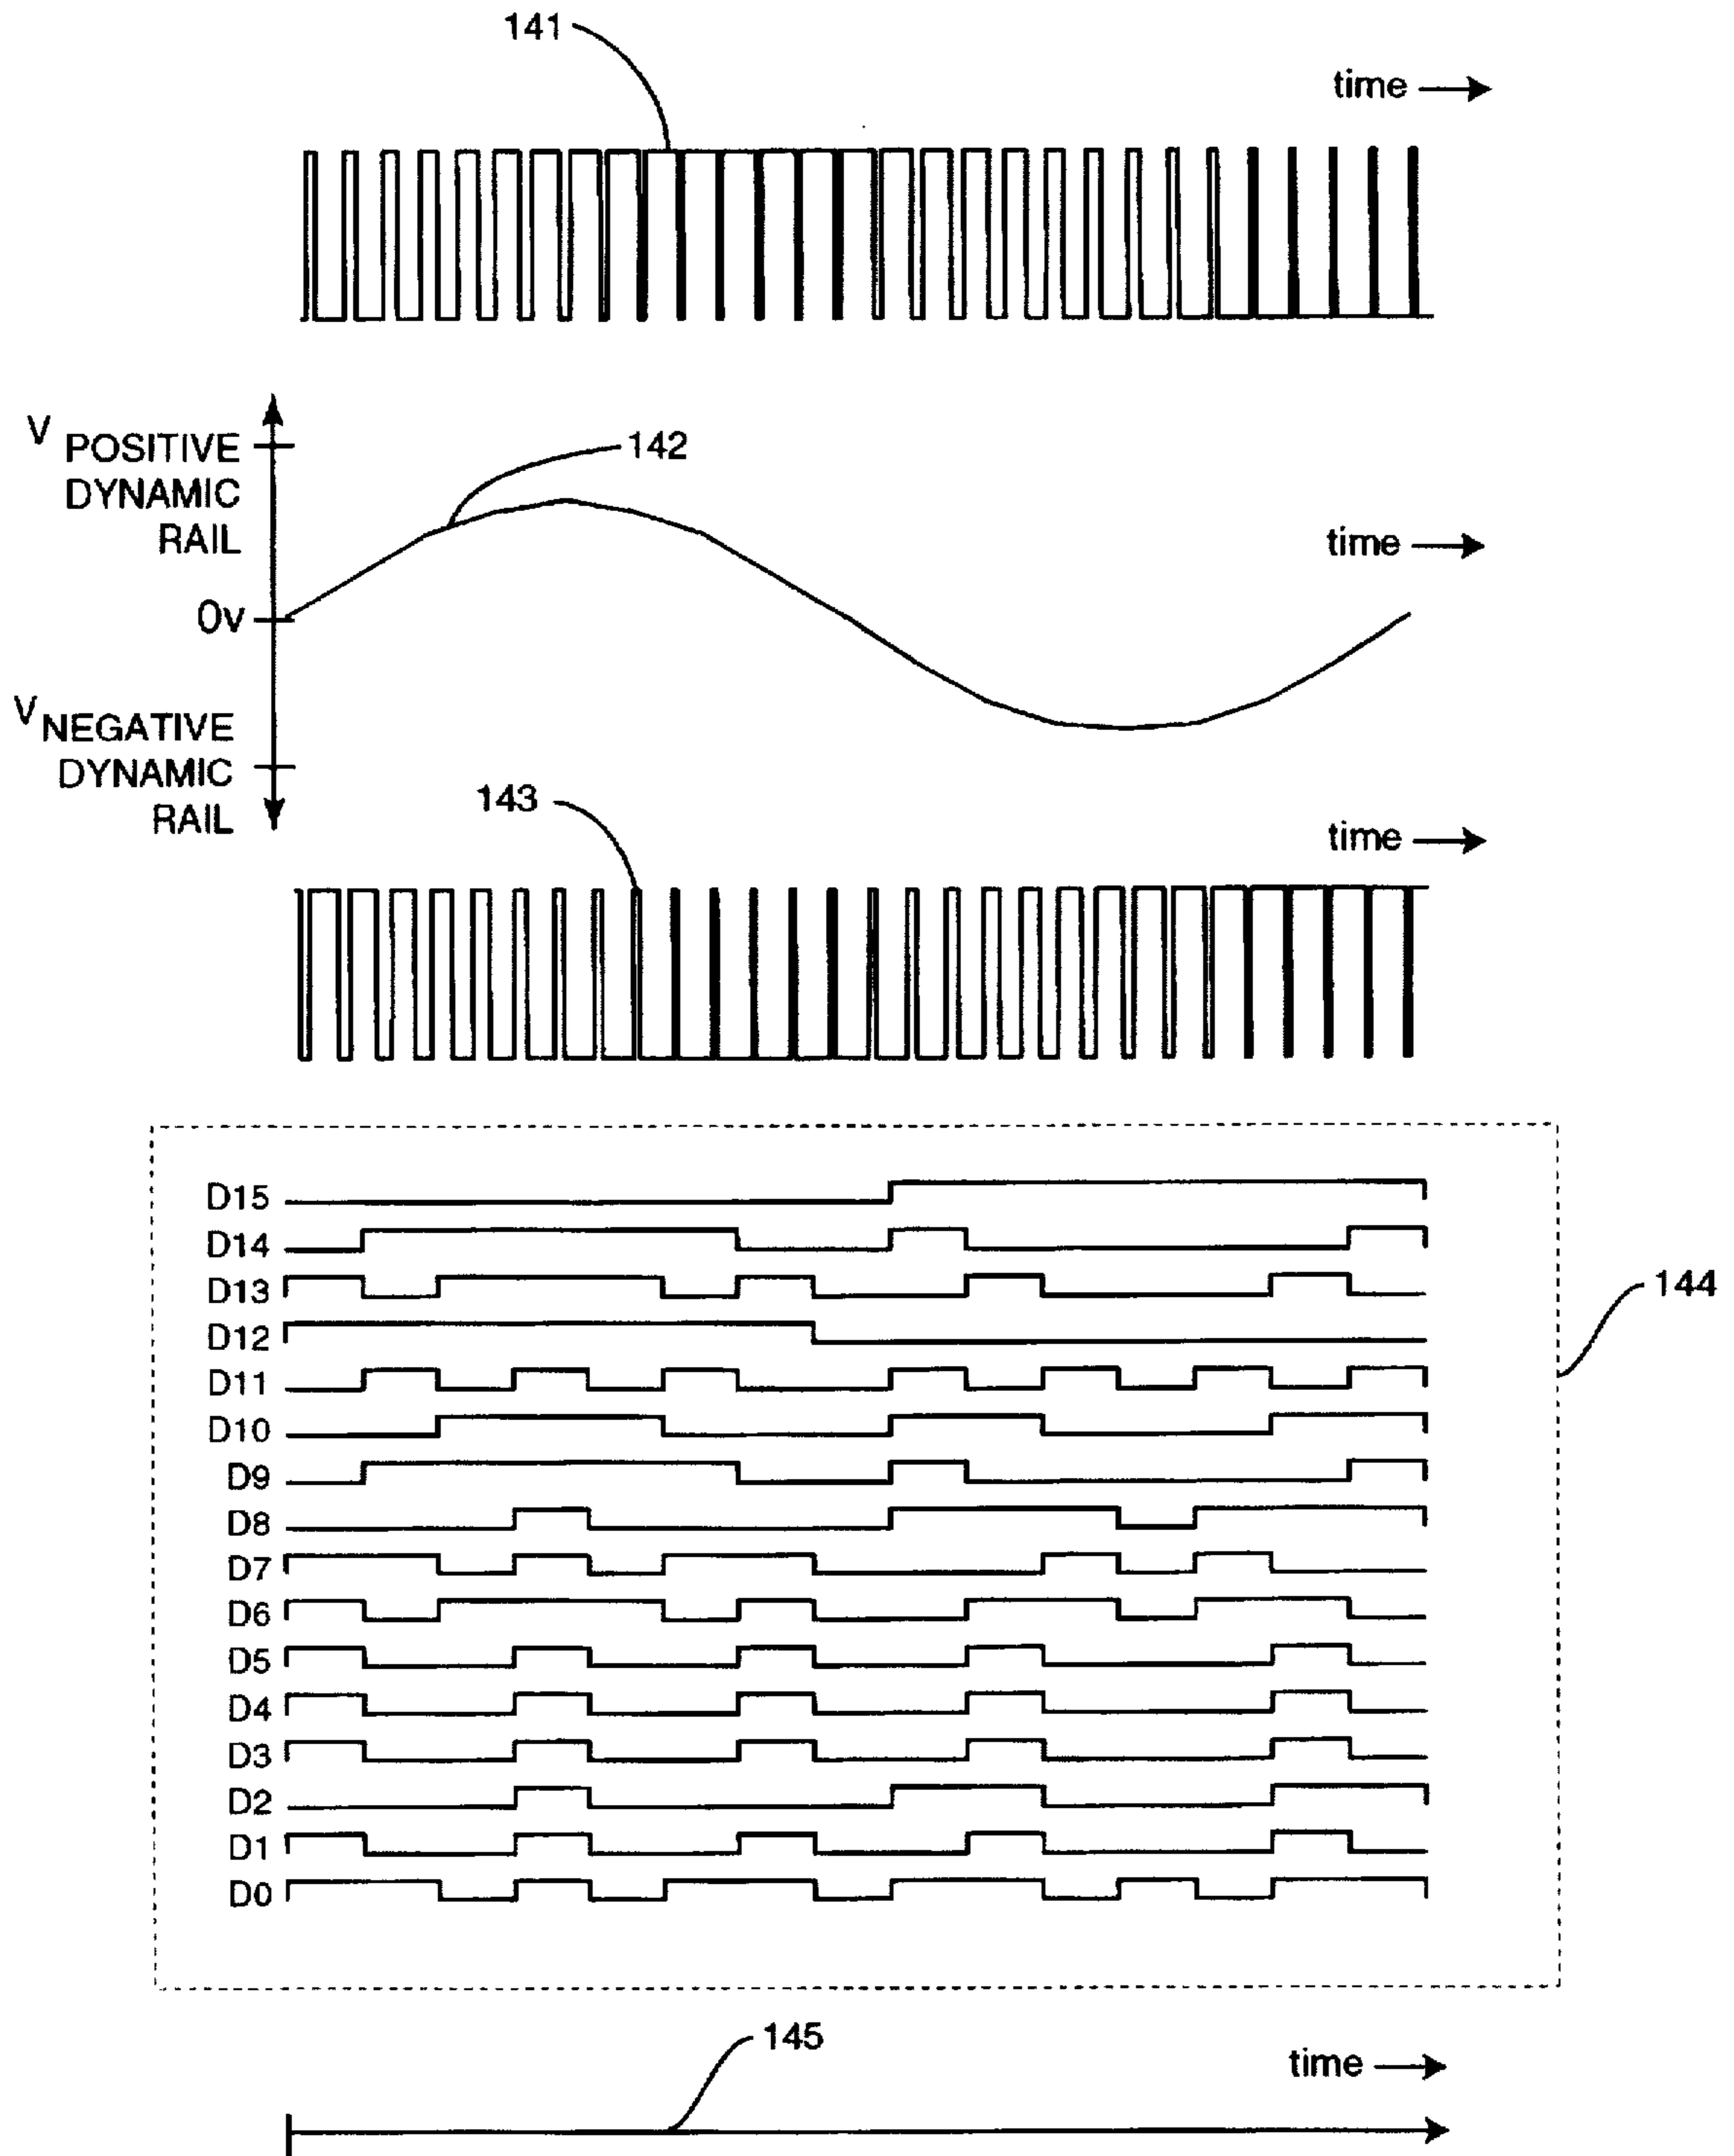 141
time
V POSITIVE
DYNAMIC
RAIL
142
time
0v
V NEGATIVE
DYNAMIC
RAIL
143
time
D15
D14
D13
144
D12
D11
D10
D9
D8
D7
D6
D5
D4
D3
D2
D1
D0
145
time